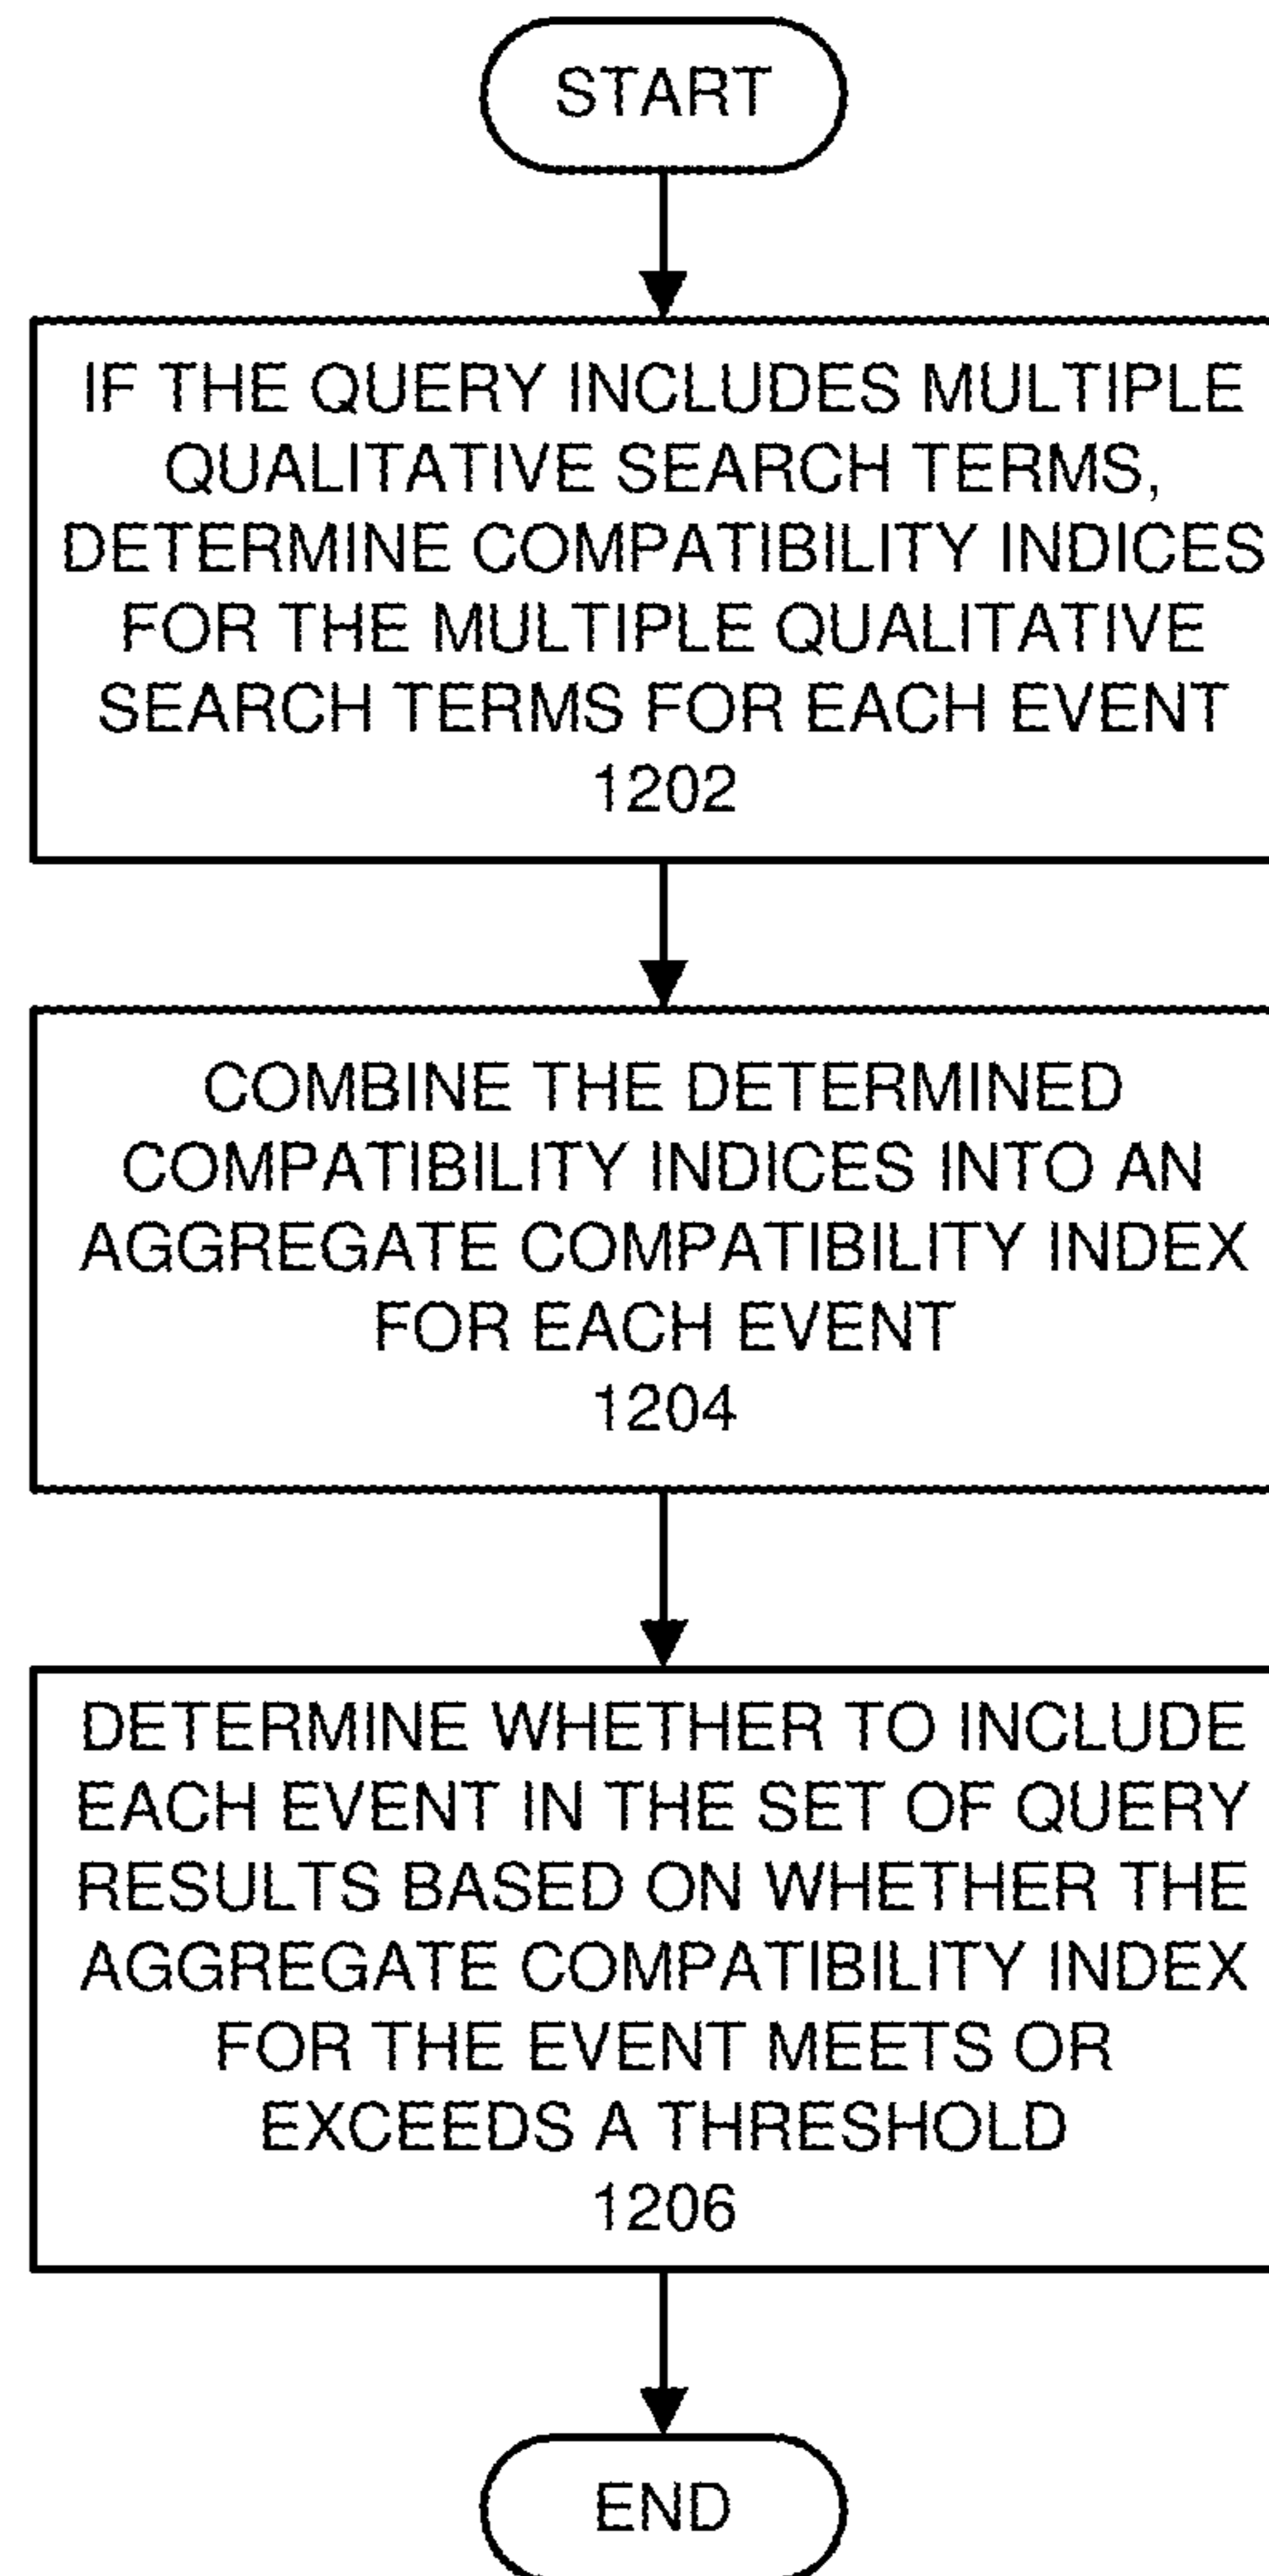 START
IF THE QUERY INCLUDES MULTIPLE
QUALITATIVE SEARCH TERMS,
DETERMINE COMPATIBILITY INDICES
FOR THE MULTIPLE QUALITATIVE
SEARCH TERMS FOR EACH EVENT
1202
COMBINE THE DETERMINED
COMPATIBILITY INDICES INTO AN
AGGREGATE COMPATIBILITY INDEX
FOR EACH EVENT
1204
DETERMINE WHETHER TO INCLUDE
EACH EVENT IN THE SET OF QUERY
RESULTS BASED ON WHETHER THE
AGGREGATE COMPATIBILITY INDEX
FOR THE EVENT MEETS OR
EXCEEDS A THRESHOLD
1206
END